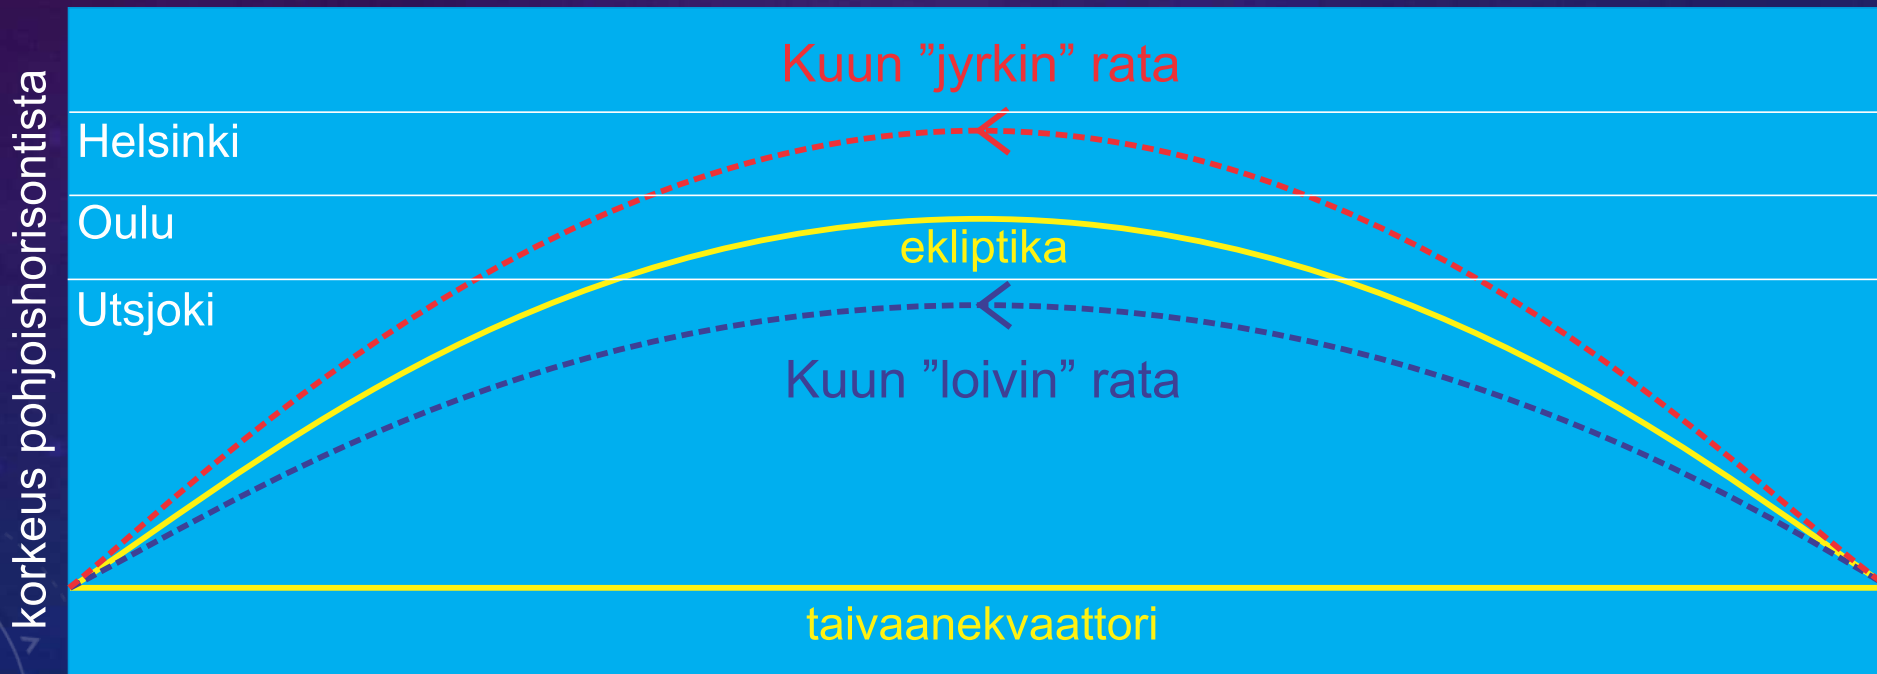 korkeus pohjoishorisontista
Kuun ”jyrkin” rata
Helsinki
Oulu
ekliptika
Utsjoki
Kuun ”loivin” rata
taivaanekvaattori